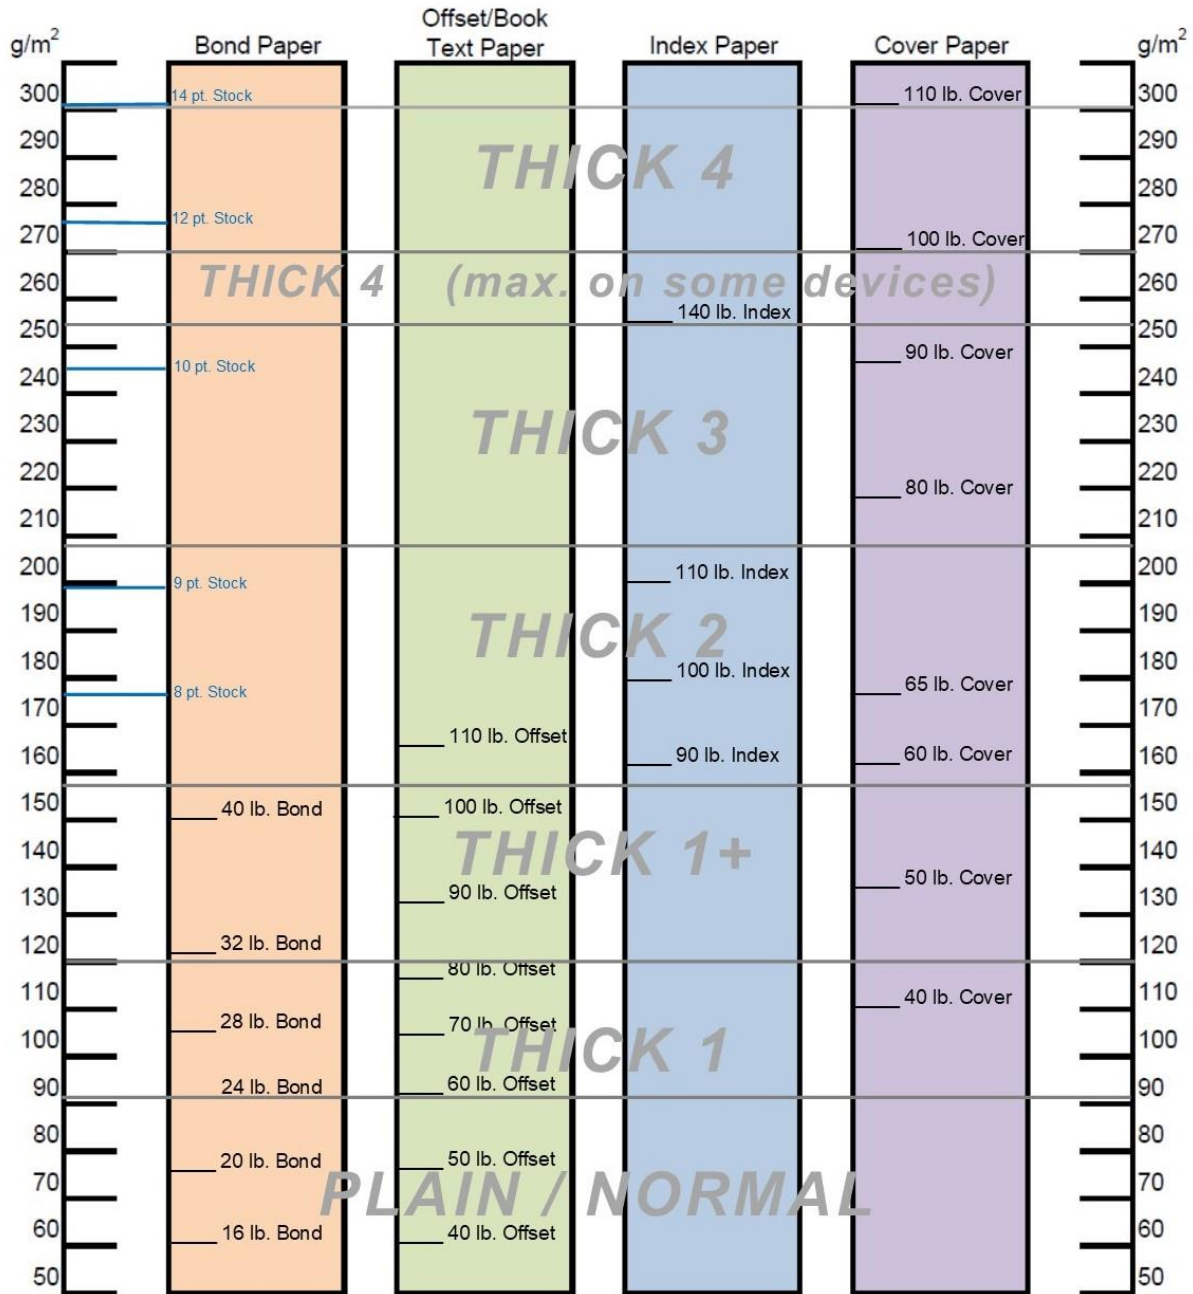 Offset/Book
g/m² Bond Paper Text Paper Index Paper Cover Paper g/m²
300 14 pt. Stock 110 lb. Cover 300
290 290
THICK 4
280 280
12 pt. Stock
270 100 lb. Cover 270
260 THICK 4 (max. on some devices) 260
140 lb. Index
250 250
90 lb. Cover
240 10 pt. Stock 240
230 THICK 3 230
220 80 lb. Cover 220
210 210
200 110 lb. Index 200
9 pt. Stock
190 THICK 2 190
180 100 lb. Index 180
8 pt. Stock 65 lb. Cover
170 170
110 lb. Offset
160 90 lb. Index 60 lb. Cover 160
150 40 lb. Bond 100 lb. Offset 150
140 THICK 1+ 140
130 90 lb. Offset 50 lb. Cover 130
120 32 lb. Bond 120
80 lb. Offset
110 40 lb. Cover 110
28 lb. Bond 70 lb. Offset
100 THICK 1 100
90 24 lb. Bond 60 lb. Offset 90
80 80
20 lb. Bond 50 lb. Offset
70 PLAIN / NORMAL 70
60 16 lb. Bond 40 lb. Offset 60
50 50